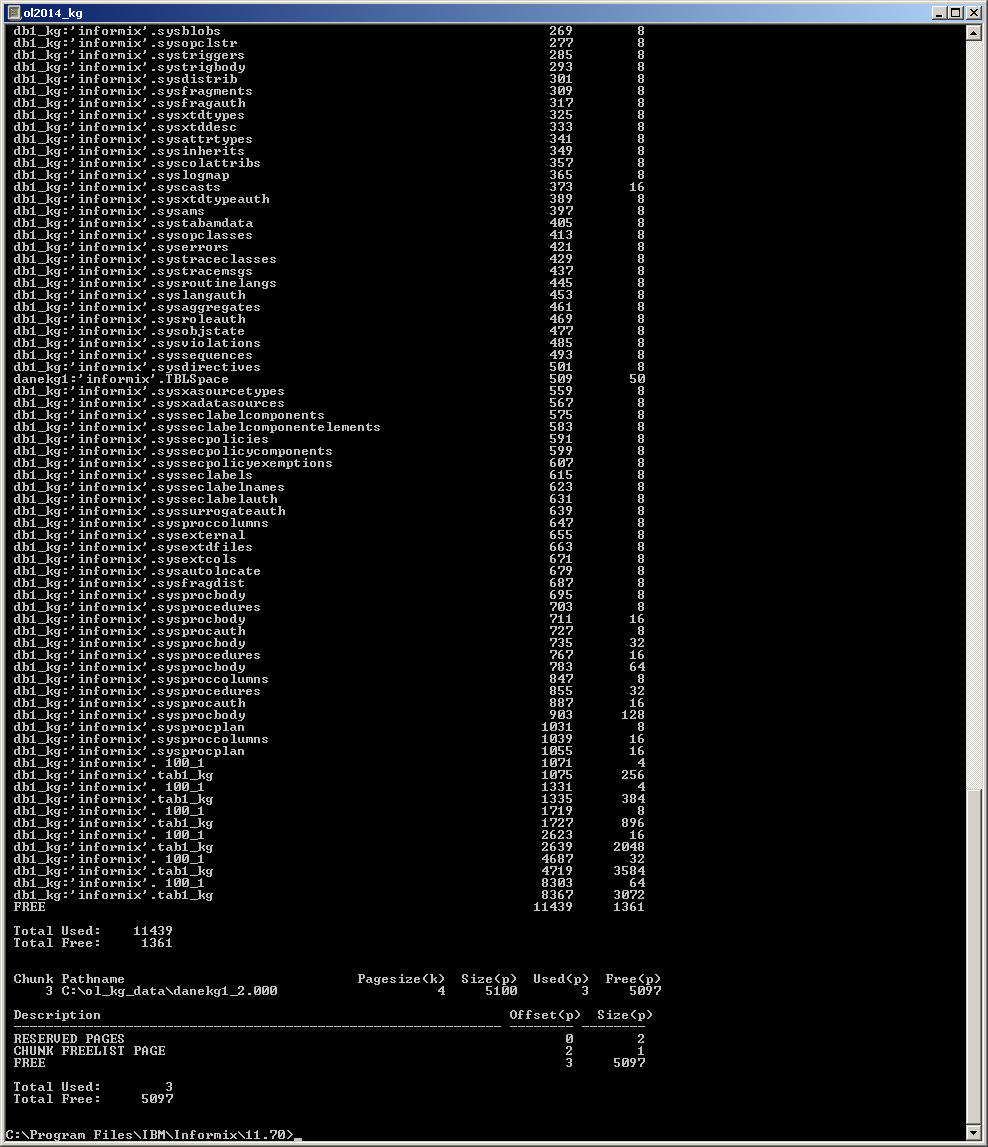 ol2014_kg
db1_kg:'informix'.sysblobs 269 8
db1_kg:'informix'.sysopclstr 277 8
db1_kg:'informix'.systriggers 285 8
db1_kg:'informix'.systrigbody 293 8
db1_kg:'informix'.sysdistrib 301 8
db1_kg:'informix'.sysfragments 309 8
db1_kg:'informix'.sysfragauth 317 8
db1_kg:'informix'.sysxtdtypes 325 8
db1_kg:'informix'.sysxtddesc 333 8
db1_kg:'informix'.sysattrtypes 341 8
db1_kg:'informix'.sysinherits 349 8
db1_kg:'informix'.syscolattribs 357 8
db1_kg:'informix'.syslogmap 365 8
db1_kg:'informix'.syscasts 373 16
db1_kg:'informix'.sysxtdtypeauth 389 8
db1_kg:'informix'.sysams 397 8
db1_kg:'informix'.systabamdata 405 8
db1_kg:'informix'.sysopclasses 413 8
db1_kg:'informix'.syserrors 421 8
db1_kg:'informix'.systraceclasses 429 8
db1_kg:'informix'.systracemsgs 437 8
db1_kg:'informix'.sysroutinelangs 445 8
db1_kg:'informix'.syslangauth 453 8
db1_kg:'informix'.sysaggregates 461 8
db1_kg:'informix'.sysroleauth 469 8
db1_kg:'informix'.sysobjstate 477 8
db1_kg:'informix'.sysviolations 485 8
db1_kg:'informix'.syssequences 493 8
db1_kg:'informix'.sysdirectives 501 8
danekg1:'informix'.TBLSpace 509 50
db1_kg:'informix'.sysxasourcetypes 559 8
db1_kg:'informix'.sysxadatasources 567 8
db1_kg:'informix'.sysseclabelcomponents 575 8
db1_kg:'informix'.sysseclabelcomponentelements 583 8
db1_kg:'informix'.syssecpolicies 591 8
db1_kg:'informix'.syssecpolicycomponents 599 8
db1_kg:'informix'.syssecpolicyexemptions 607 8
db1_kg:'informix'.sysseclabels 615 8
db1_kg:'informix'.sysseclabelnames 623 8
db1_kg:'informix'.sysseclabelauth 631 8
db1_kg:'informix'.syssurrogateauth 639 8
db1_kg:'informix'.sysproccolumns 647 8
db1_kg:'informix'.sysexternal 655 8
db1_kg:'informix'.sysextdfiles 663 8
db1_kg:'informix'.sysextcols 671 8
db1_kg:'informix'.sysautolocate 679 8
db1_kg:'informix'.sysfragdist 687 8
db1_kg:'informix'.sysprocbody 695 8
db1_kg:'informix'.sysprocedures 703 8
db1_kg:'informix'.sysprocbody 711 16
db1_kg:'informix'.sysprocauth 727 8
db1_kg:'informix'.sysprocbody 735 32
db1_kg:'informix'.sysprocedures 767 16
db1_kg:'informix'.sysprocbody 783 64
db1_kg:'informix'.sysproccolumns 847 8
db1_kg:'informix'.sysprocedures 855 32
db1_kg:'informix'.sysprocauth 887 16
db1_kg:'informix'.sysprocbody 903 128
db1_kg:'informix'.sysprocplan 1031 8
db1_kg:'informix'.sysproccolumns 1039 16
db1_kg:'informix'.sysprocplan 1055 16
db1_kg:'informix'. 100_1 1071 4
db1_kg:'informix'.tab1_kg 1075 256
db1_kg:'informix'. 100_1 1331 4
db1_kg:'informix'.tab1_kg 1335 384
db1_kg:'informix'. 100_1 1719 8
db1_kg:'informix'.tab1_kg 1727 896
db1_kg:'informix'. 100_1 2623 16
db1_kg:'informix'.tab1_kg 2639 2048
db1_kg:'informix'. 100_1 4687 32
db1_kg:'informix'.tab1_kg 4719 3584
db1_kg:'informix'. 100_1 8303 64
db1_kg:'informix'.tab1_kg 8367 3072
FREE 11439 1361
Total Used: 11439
Total Free: 1361
Chunk Pathname Pagesize(k) Size(p) Used(p) Free(p)
3 C:\ol_kg_data\danekg1_2.000 4 5100 3 5097
Description Offset(p) Size(p)
------------------------------------------------------------- --------- --------
RESERVED PAGES 0 2
CHUNK FREELIST PAGE 2 1
FREE 3 5097
Total Used: 3
Total Free: 5097
C:\Program Files\IBM\Informix\11.70>_